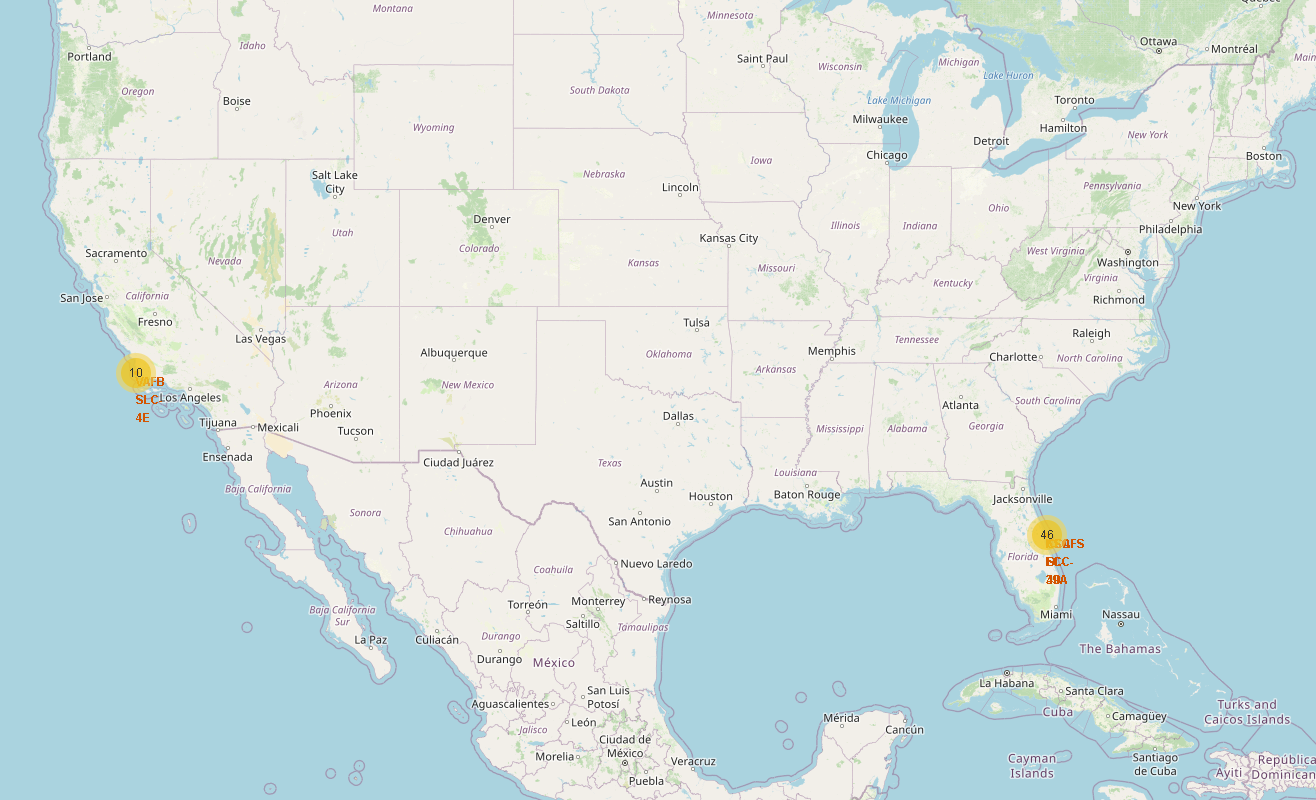 Montana
Minnesota
Québec
Portland
Idaho
Saint Paul
Wisconsin
Michigan
Ottawa
Montréal
Oregon
Boise
South Dakota
Lake Huron
Lake Michigan
Toronto
Wyoming
Milwaukee
Hamilton
New York
Detroit
Chicago
Iowa
Boston
Salt Lake
City
Nebraska
Lincoln
Pennsylvania
New York
Denver
Ohio
Illinois
Indiana
Philadelphia
Utah
Kansas City
Colorado
Sacramento
Nevada
Kansas
Missouri
West Virginia
Washington
Virginia
Kentucky
San Jose
California
Richmond
Fresno
Tulsa
Las Vegas
Raleigh
Tennessee
Albuquerque
Oklahoma
Memphis
Charlotte
North Carolina
10
VAFB
SLC
4E
Los Angeles
Arizona
New Mexico
Arkansas
Phoenix
Dallas
Atlanta
South Carolina
Tijuana
Mexicali
Tucson
Mississippi
Alabama
Georgia
Ensenada
Ciudad Juárez
Texas
Louisiana
Baja California
Austin
Houston
Baton Rouge
Jacksonville
Sonora
San Antonio
Chihuahua
46
Florida
Coahuila
Nuevo Laredo
Baja California
Sur
Torreón
Monterrey
Reynosa
Saltillo
Tamaulipas
Miami
Nassau
La Paz
Culiacán
Durango
Durango
México
The Bahamas
La Habana
Santa Clara
Aguascalientes
San Luis
Potosí
Cuba
Camagüey
Turks and
Caicos Islands
León
Mérida
Cancún
Jalisco
Ciudad de
México
Morelia
Veracruz
Puebla
Cayman
Islands
Santiago
de Cuba
Ayiti
República
Dominicana